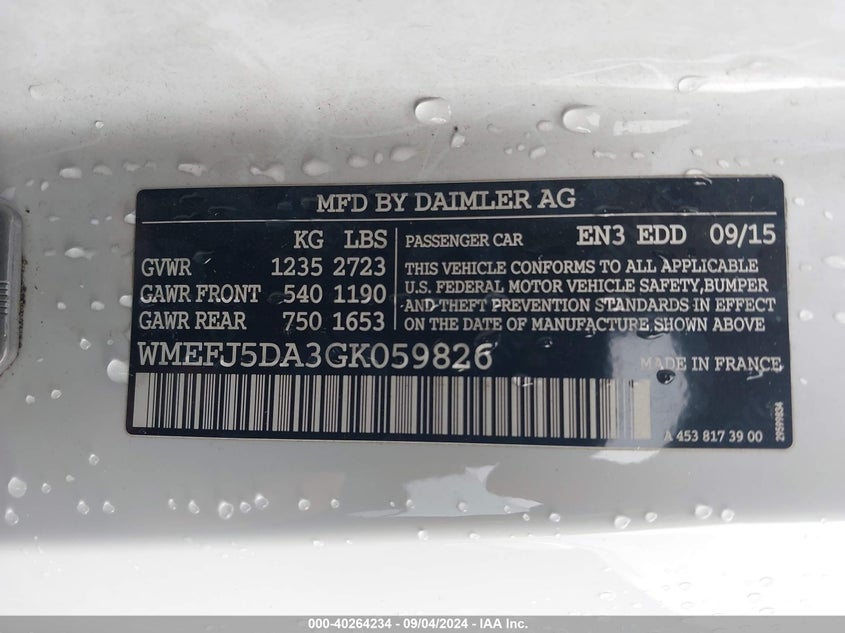 MFD BY DAIMLER AG
KG LBS
GVWR 1235 2723
GAWR FRONT 540 1190
GAWR REAR 750 1653
PASSENGER CAR EN3 EDD 09/15
THIS VEHICLE CONFORMS TO ALL APPLICABLE
U.S. FEDERAL MOTOR VEHICLE SAFETY,BUMPER
AND THEFT PREVENTION STANDARDS IN EFFECT
ON THE DATE OF MANUFACTURE SHOWN ABOVE
WMEFJ5DA3GK059826 MADE IN FRANCE
A 453 817 39 00
29599834
000-40264234 - 09/04/2024 - IAA Inc.